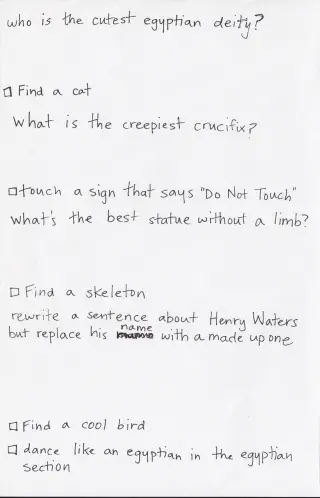 who is the cutest egyptian deity?
Find a cat
What is the creepiest crucifix?
touch a sign that says "Do Not Touch"
what's the best statue without a limb?
Find a skeleton
rewrite a sentence about Henry Waters
but replace his name with a made up one
Find a cool bird
dance like an egyptian in the egyptian
section